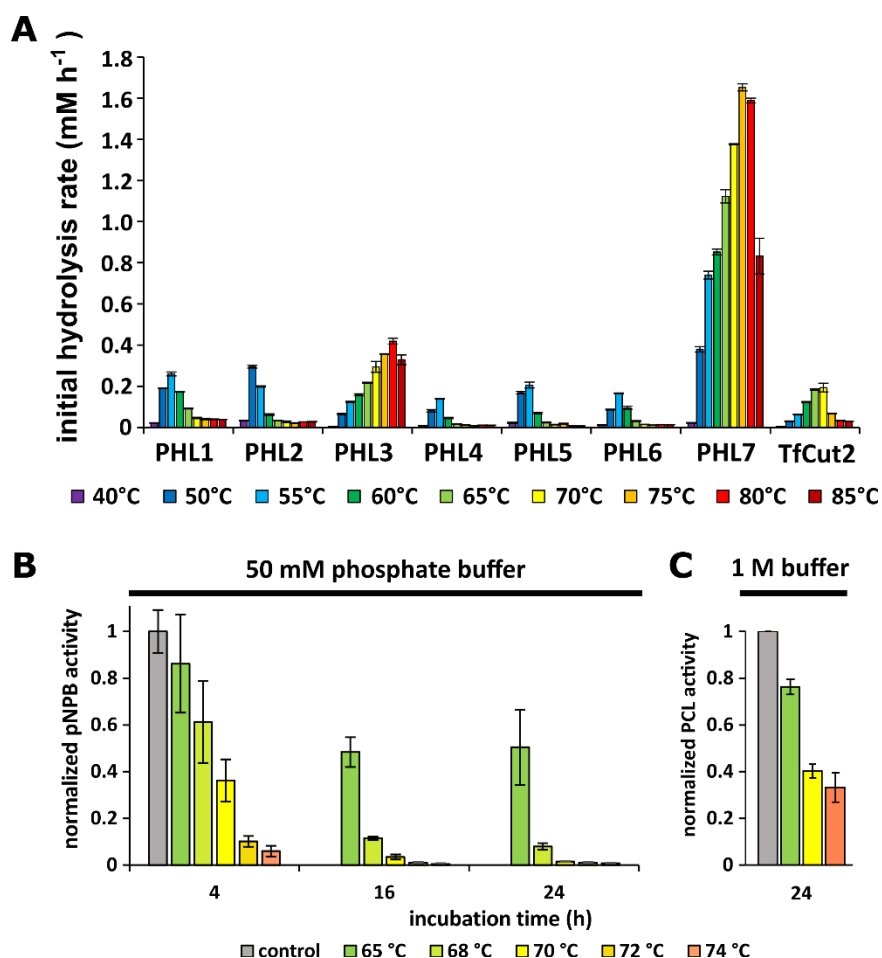 A
initial hydrolysis rate (mM h⁻¹)
1.8
1.6
1.4
1.2
1.0
0.8
0.6
0.4
0.2
0
PHL1 PHL2 PHL3 PHL4 PHL5 PHL6 PHL7 TfCut2
40°C 50°C 55°C 60°C 65°C 70°C 75°C 80°C 85°C
B
50 mM phosphate buffer
normalized pNPB activity
1
0.8
0.6
0.4
0.2
0
4 16 24
incubation time (h)
C
1 M buffer
normalized PCL activity
1
0.8
0.6
0.4
0.2
0
24
control 65 °C 68 °C 70 °C 72 °C 74 °C